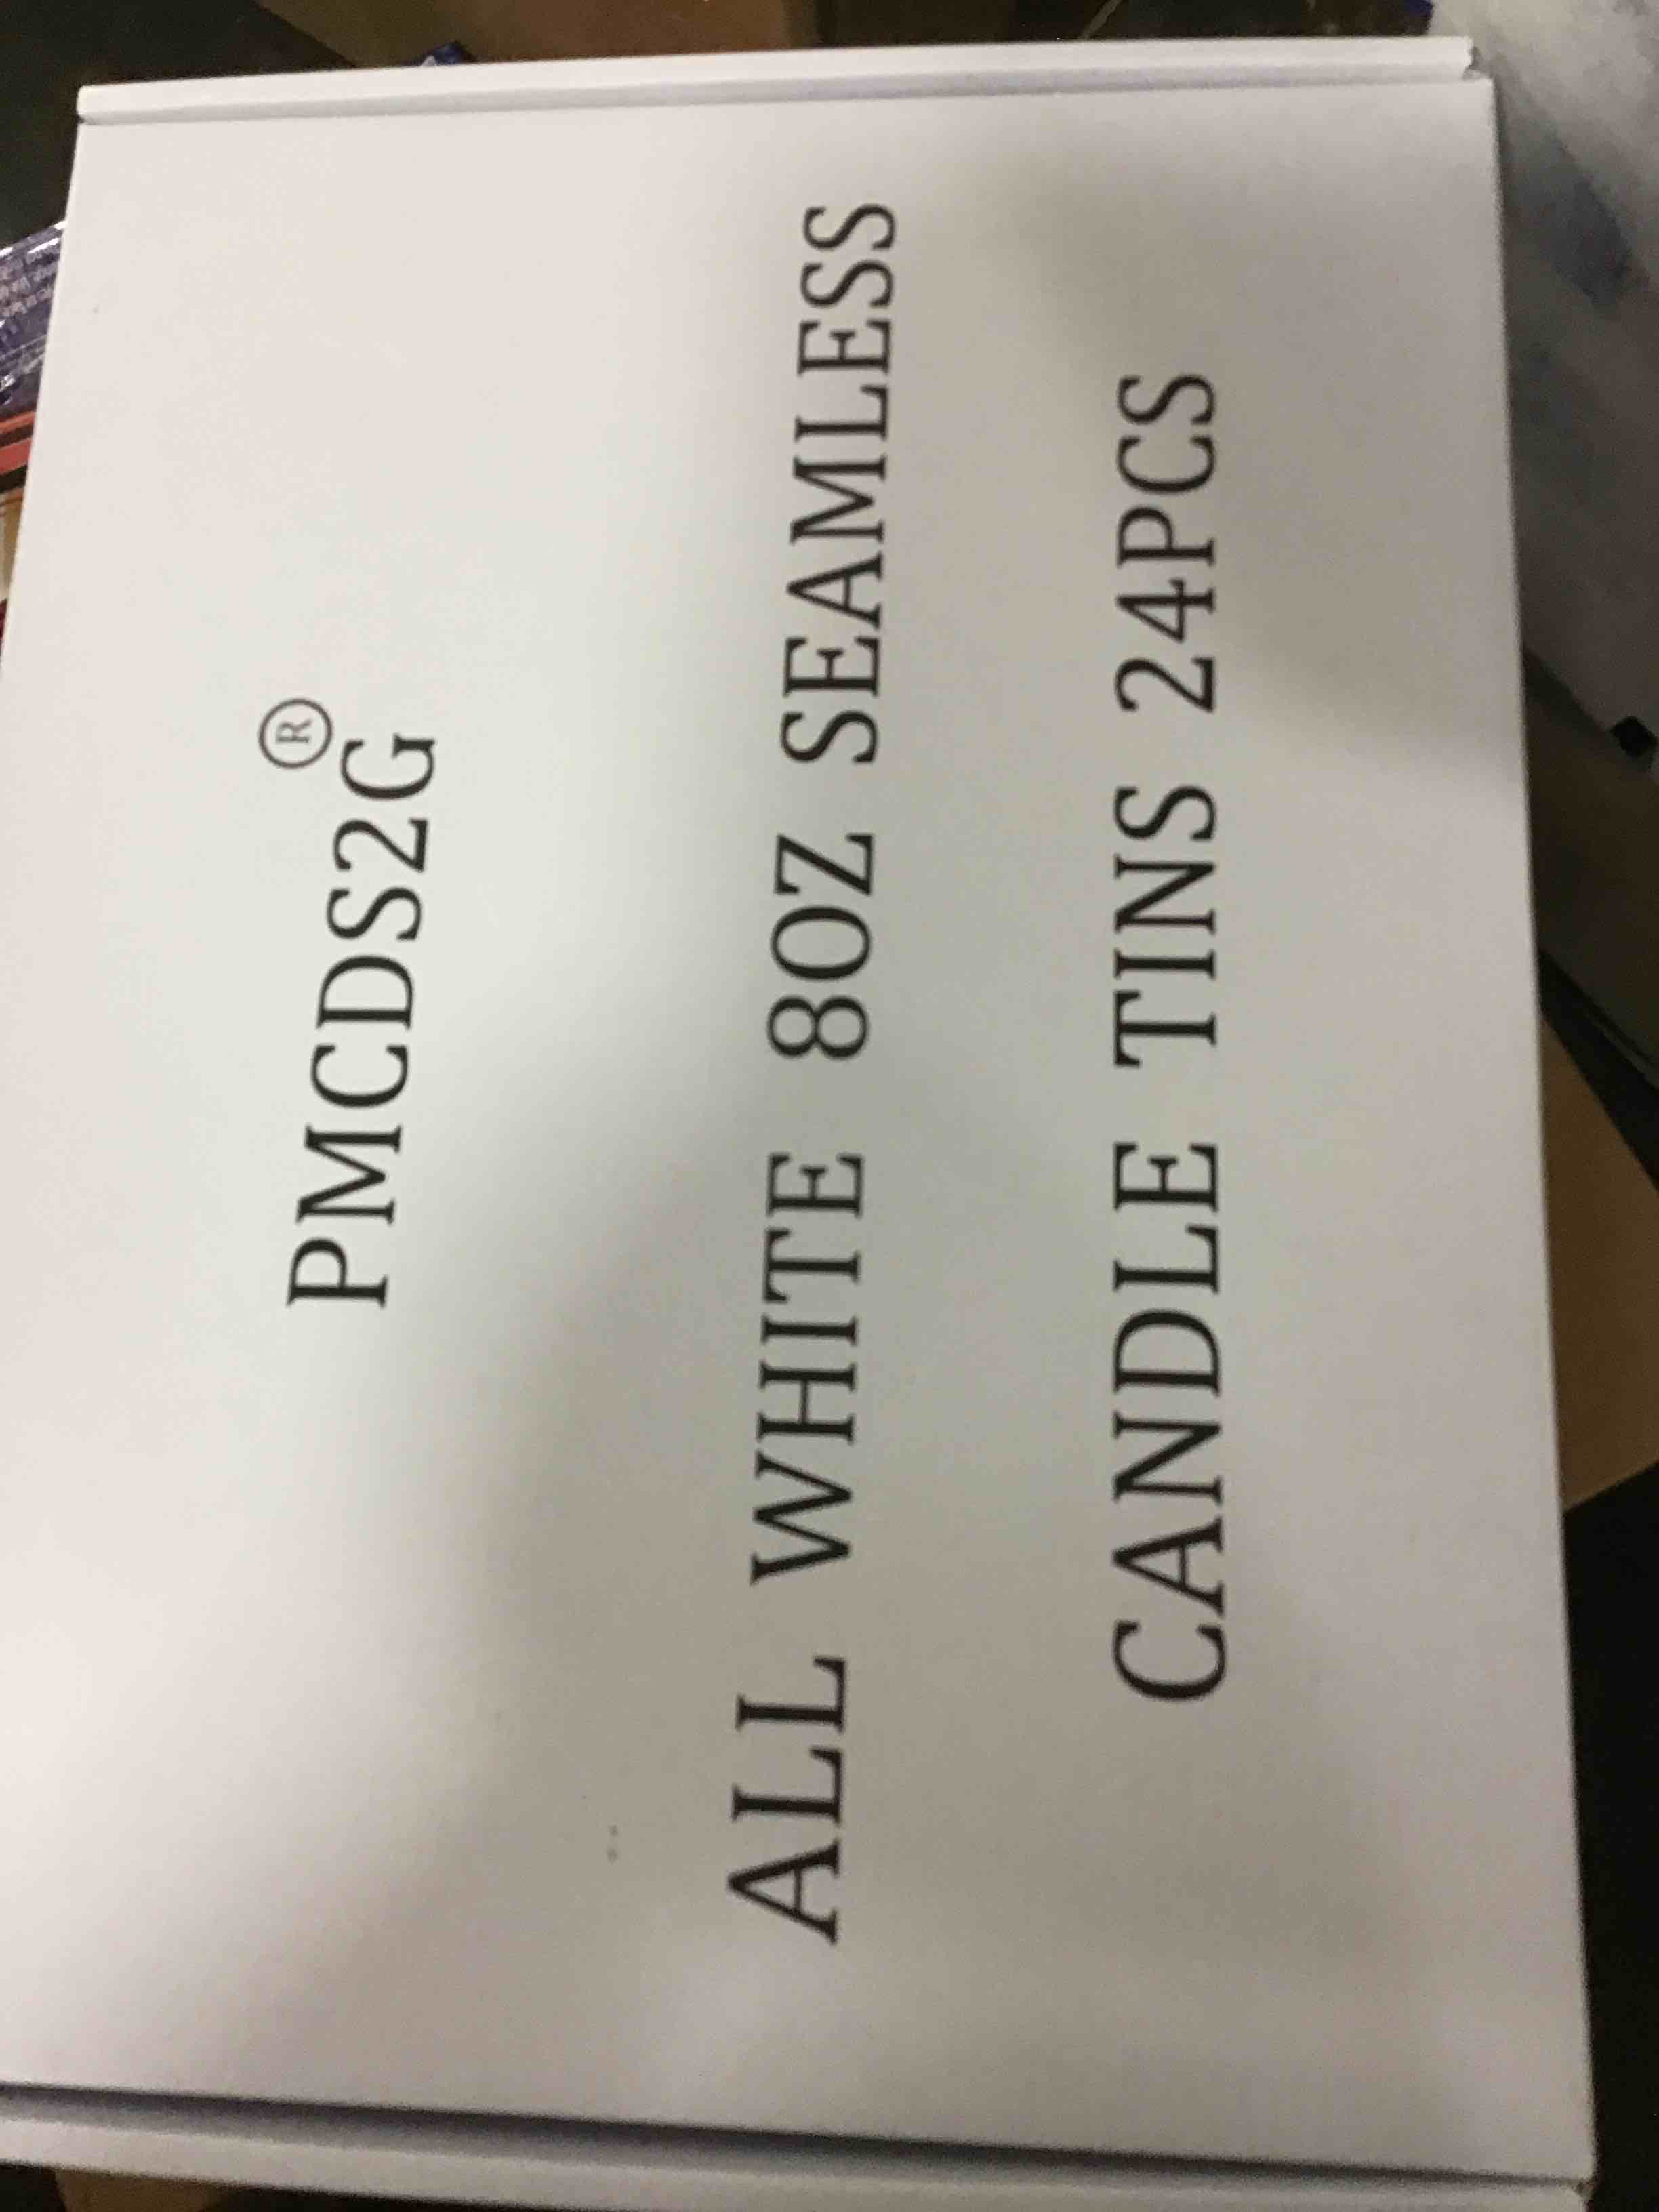 PMCDS2G®
ALL WHITE 8OZ SEAMLESS
CANDLE TINS 24PCS